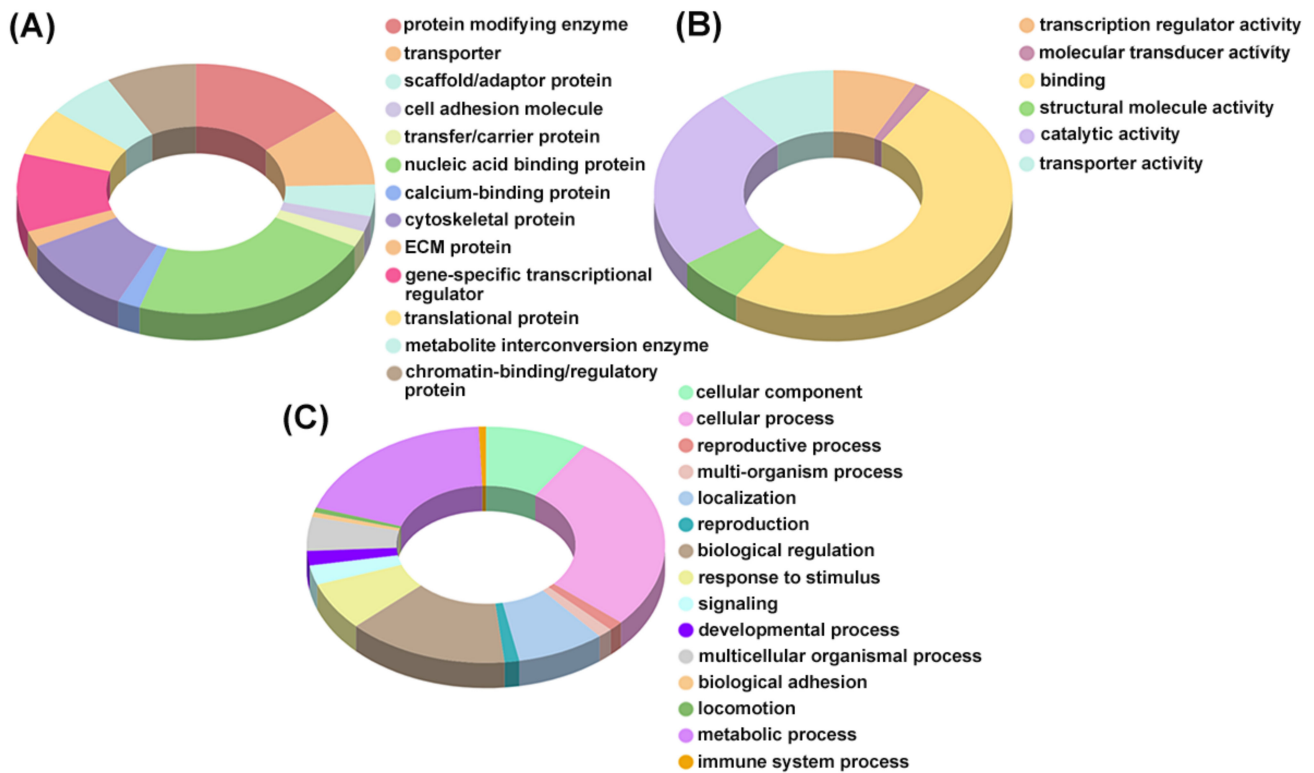 (A)
protein modifying enzyme
transporter
scaffold/adaptor protein
cell adhesion molecule
transfer/carrier protein
nucleic acid binding protein
calcium-binding protein
cytoskeletal protein
ECM protein
gene-specific transcriptional
regulator
translational protein
metabolite interconversion enzyme
chromatin-binding/regulatory
protein
(B)
transcription regulator activity
molecular transducer activity
binding
structural molecule activity
catalytic activity
transporter activity
(C)
cellular component
cellular process
reproductive process
multi-organism process
localization
reproduction
biological regulation
response to stimulus
signaling
developmental process
multicellular organismal process
biological adhesion
locomotion
metabolic process
immune system process